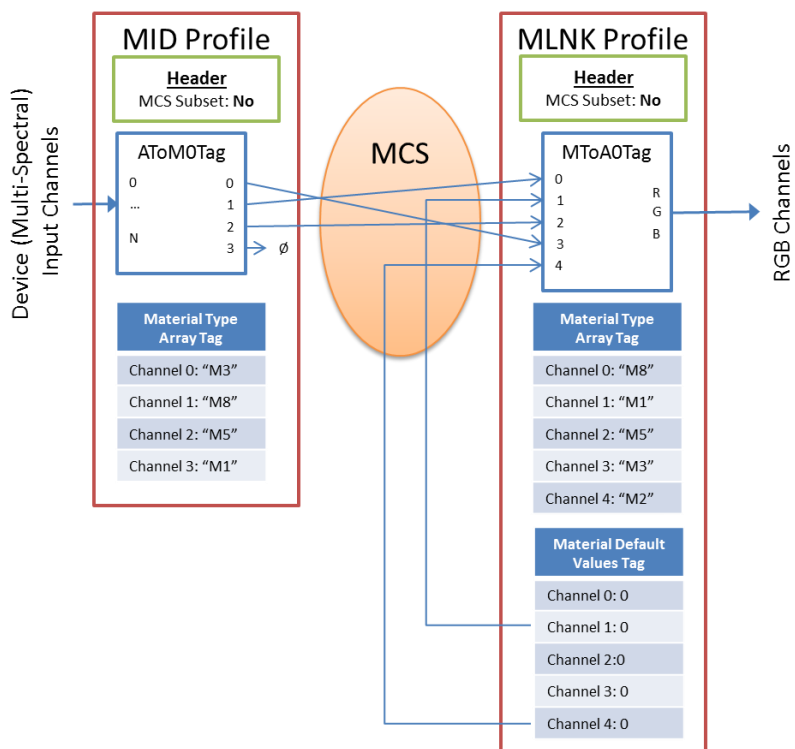 MID Profile
Header
MCS Subset: No
AToM0Tag
0
...
N
0
1
2
3
Ø
Device (Multi-Spectral)
Input Channels
Material Type
Array Tag
Channel 0: “M3”
Channel 1: “M8”
Channel 2: “M5”
Channel 3: “M1”
MCS
MLNK Profile
Header
MCS Subset: No
MToA0Tag
0
1
2
3
4
R
G
B
RGB Channels
Material Type
Array Tag
Channel 0: “M8”
Channel 1: “M1”
Channel 2: “M5”
Channel 3: “M3”
Channel 4: “M2”
Material Default
Values Tag
Channel 0: 0
Channel 1: 0
Channel 2:0
Channel 3: 0
Channel 4: 0